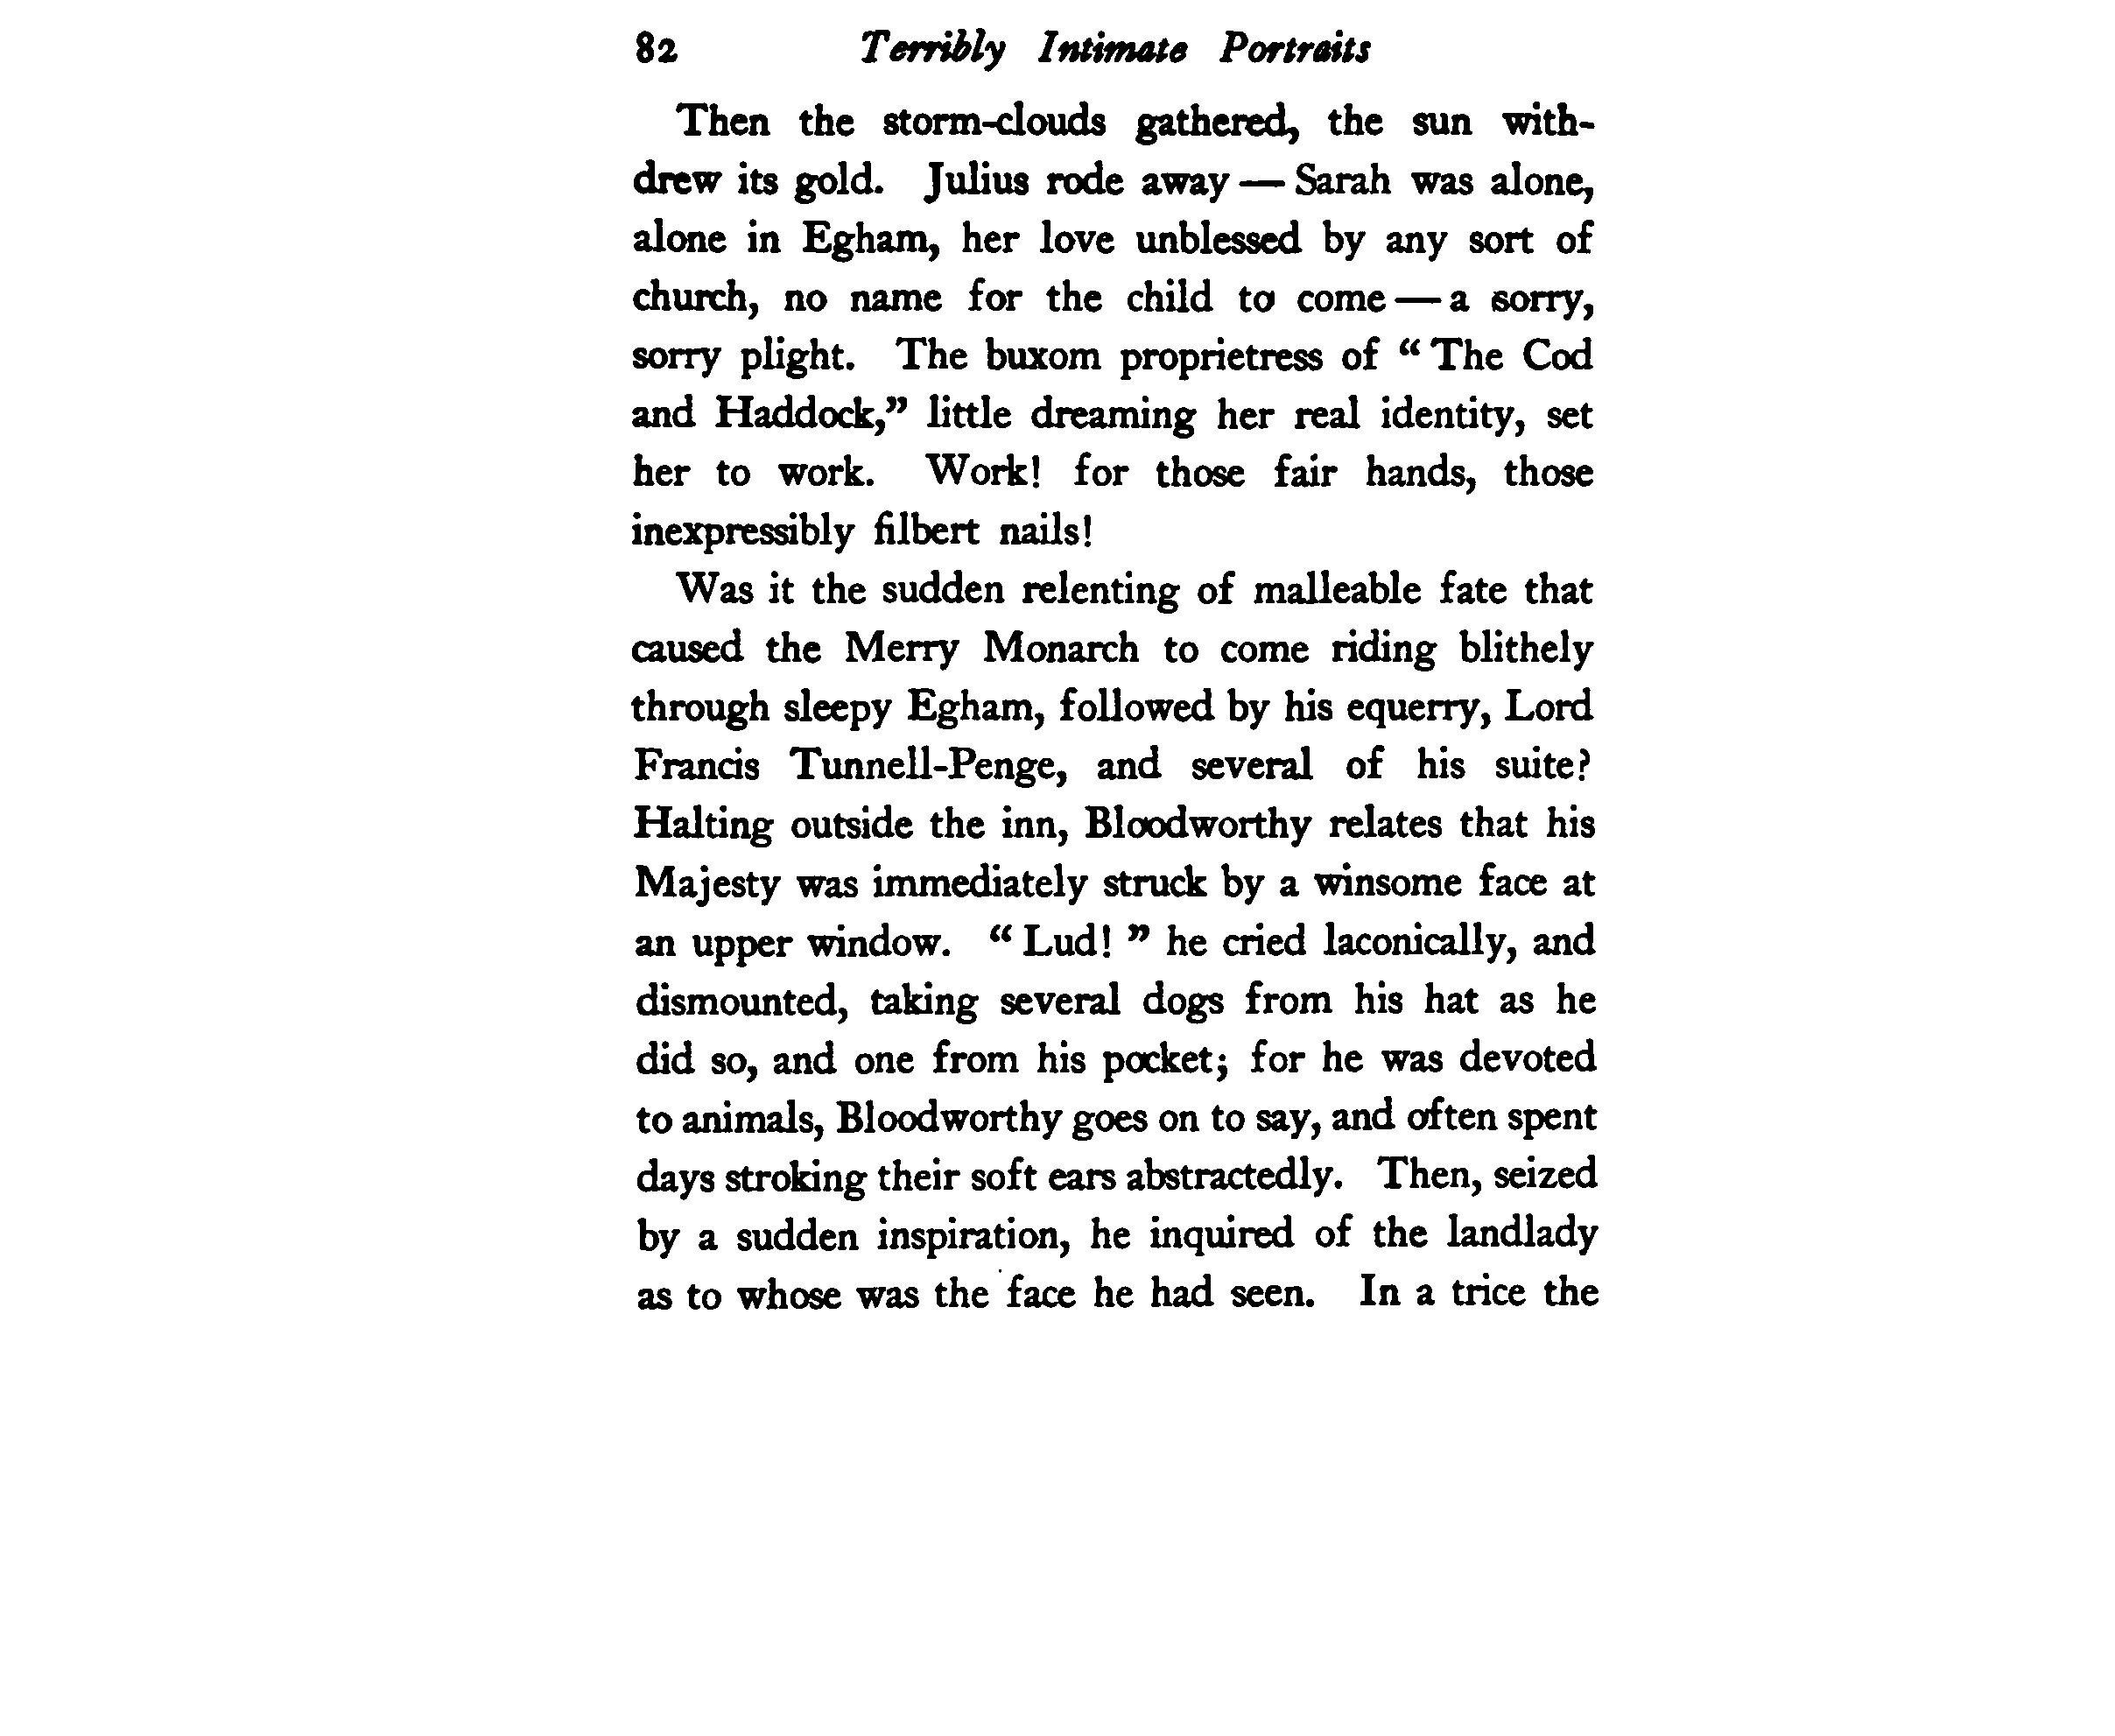 82 Terribly Intimate Portraits
Then the storm-clouds gathered, the sun with-
drew its gold. Julius rode away — Sarah was alone,
alone in Egham, her love unblessed by any sort of
church, no name for the child to come — a sorry,
sorry plight. The buxom proprietress of “The Cod
and Haddock,” little dreaming her real identity, set
her to work. Work! for those fair hands, those
inexpressibly filbert nails!
Was it the sudden relenting of malleable fate that
caused the Merry Monarch to come riding blithely
through sleepy Egham, followed by his equerry, Lord
Francis Tunnell-Penge, and several of his suite?
Halting outside the inn, Bloodworthy relates that his
Majesty was immediately struck by a winsome face at
an upper window. “Lud!” he cried laconically, and
dismounted, taking several dogs from his hat as he
did so, and one from his pocket; for he was devoted
to animals, Bloodworthy goes on to say, and often spent
days stroking their soft ears abstractedly. Then, seized
by a sudden inspiration, he inquired of the landlady
as to whose was the face he had seen. In a trice the